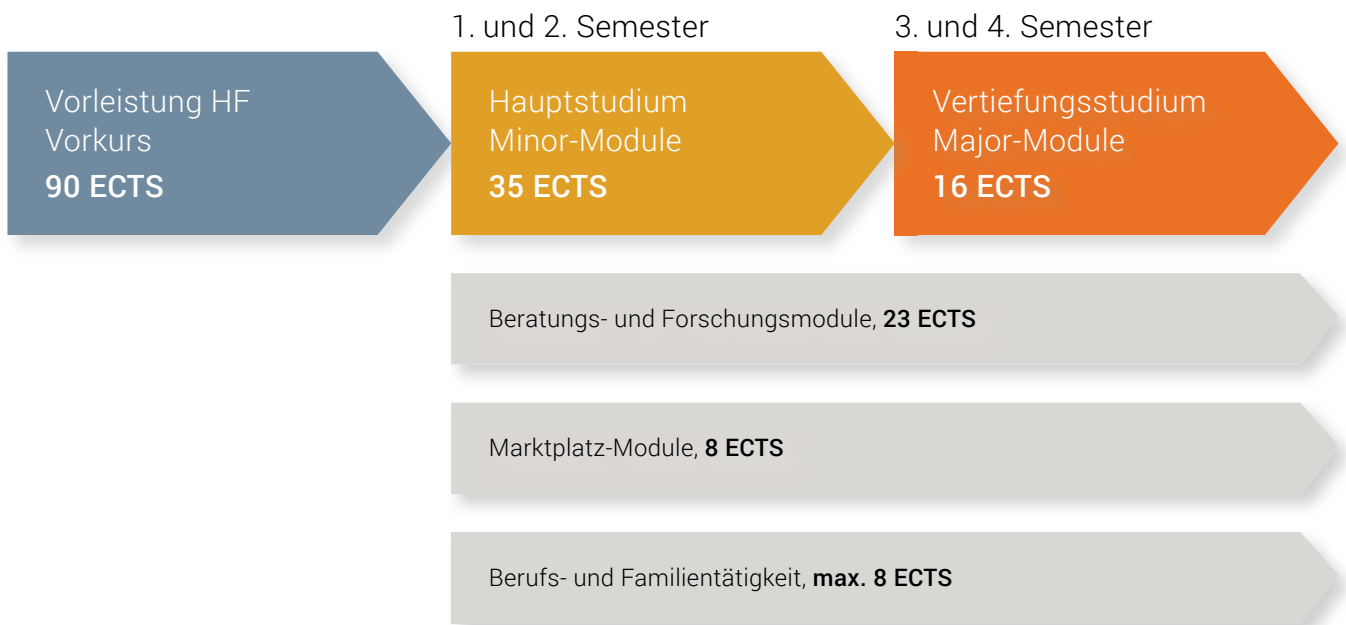 1. und 2. Semester
3. und 4. Semester
Vorleistung HF
Vorkurs
90 ECTS
Hauptstudium
Minor-Module
35 ECTS
Vertiefungsstudium
Major-Module
16 ECTS
Beratungs- und Forschungsmodule, 23 ECTS
Marktplatz-Module, 8 ECTS
Berufs- und Familientätigkeit, max. 8 ECTS